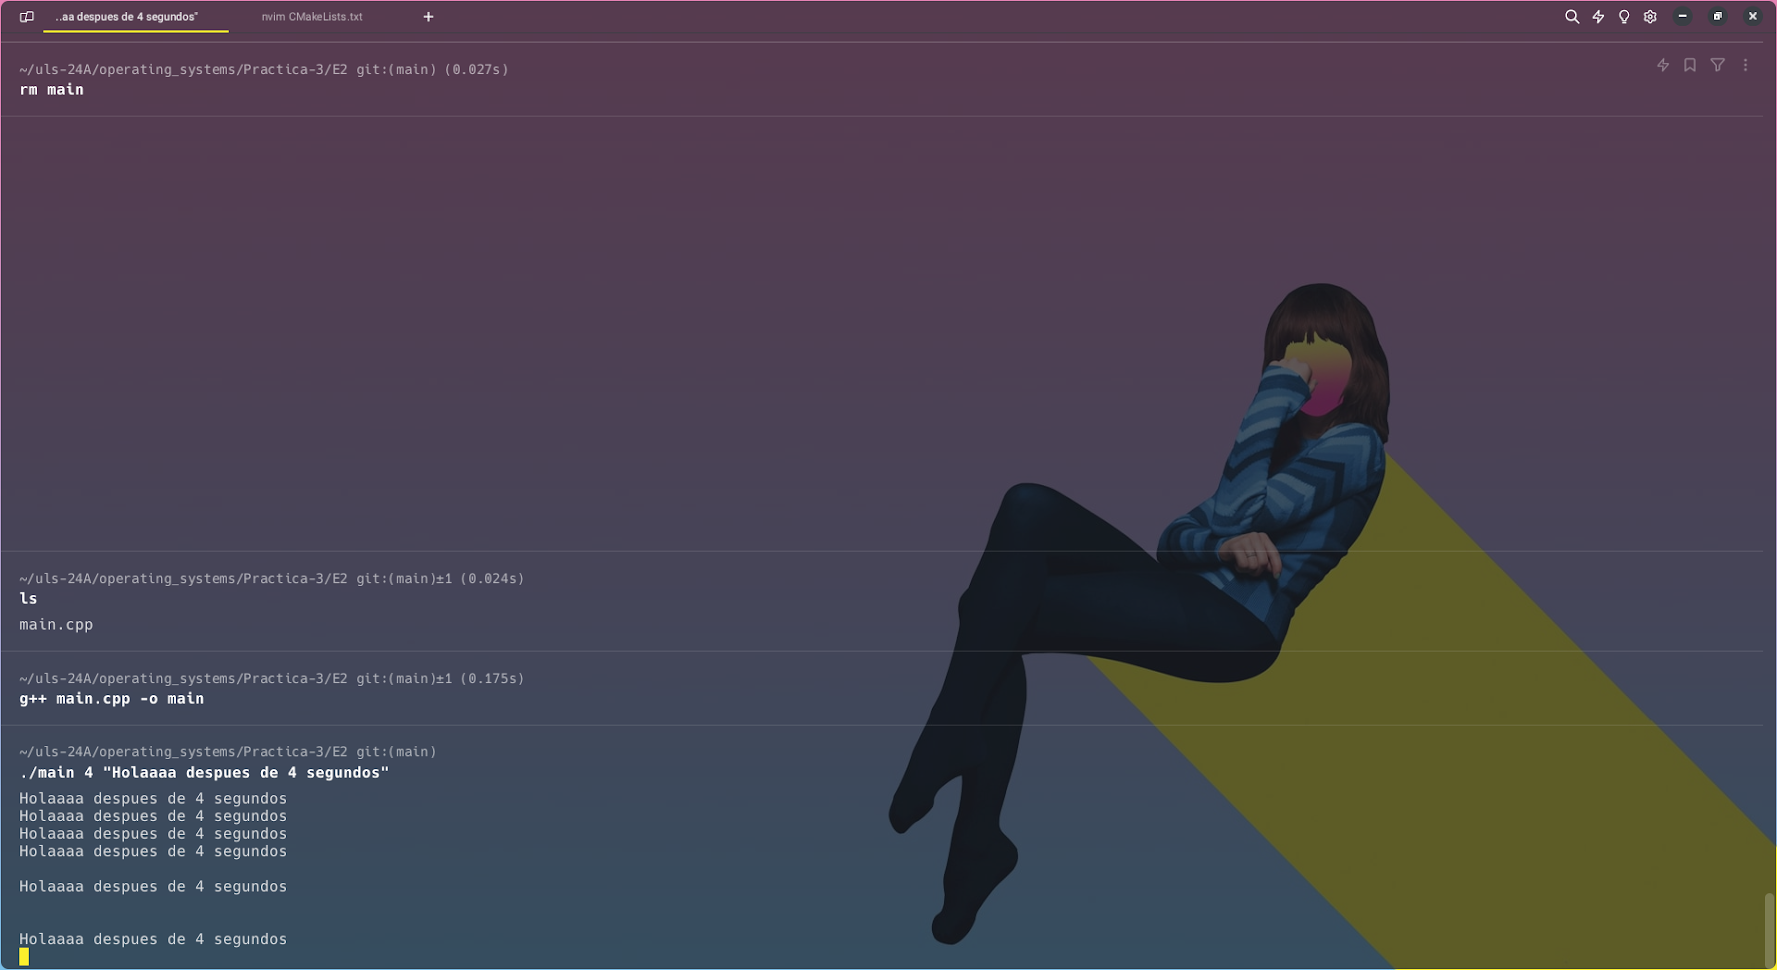 ..aa despues de 4 segundos"
nvim CMakeLists.txt
+
~/uls-24A/operating_systems/Practica-3/E2 git:(main) (0.027s)
rm main
~/uls-24A/operating_systems/Practica-3/E2 git:(main)±1 (0.024s)
ls
main.cpp
~/uls-24A/operating_systems/Practica-3/E2 git:(main)±1 (0.175s)
g++ main.cpp -o main
~/uls-24A/operating_systems/Practica-3/E2 git:(main)
./main 4 "Holaaaa despues de 4 segundos"
Holaaaa despues de 4 segundos
Holaaaa despues de 4 segundos
Holaaaa despues de 4 segundos
Holaaaa despues de 4 segundos
Holaaaa despues de 4 segundos
Holaaaa despues de 4 segundos